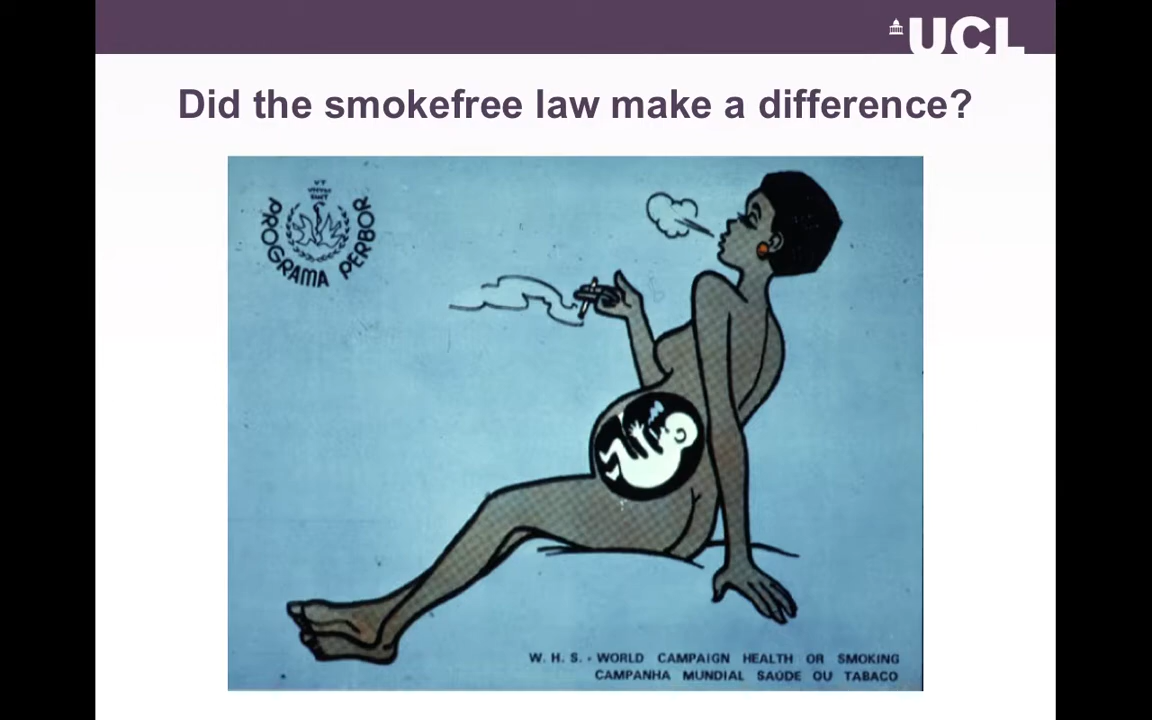 UCL
Did the smokefree law make a difference?
PROGRAMA PERBOR
W. H. S. - WORLD CAMPAIGN HEALTH OR SMOKING
CAMPANHA MUNDIAL SAÚDE OU TABACO